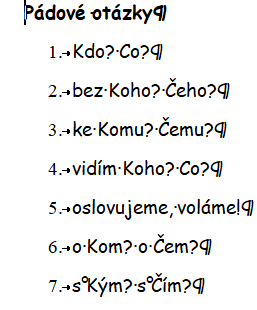 Pádové otázky¶
1.→Kdo?·Co?¶
2.→bez·Koho?·Čeho?¶
3.→ke·Komu?·Čemu?¶
4.→vidím·Koho?·Co?¶
5.→oslovujeme,·voláme!¶
6.→o·Kom?·o·Čem?¶
7.→s°Kým?·s°Čím?¶